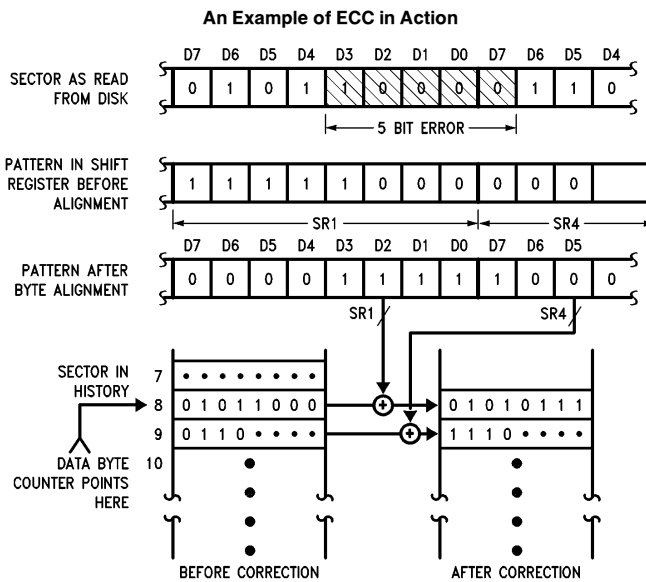 An Example of ECC in Action
D7 D6 D5 D4 D3 D2 D1 D0 D7 D6 D5 D4
SECTOR AS READ
FROM DISK
0 1 0 1 1 0 0 0 0 1 1 0
5 BIT ERROR
PATTERN IN SHIFT
REGISTER BEFORE
ALIGNMENT
1 1 1 1 1 0 0 0 0 0 0
SR1 SR4
D7 D6 D5 D4 D3 D2 D1 D0 D7 D6 D5
PATTERN AFTER
BYTE ALIGNMENT
0 0 0 0 1 1 1 1 1 0 0 0
SR1 SR4
SECTOR IN
HISTORY
7 • • • • • • • •
8 0 1 0 1 1 0 0 0 + 0 1 0 1 0 1 1 1
9 0 1 1 0 • • • • + 1 1 1 0 • • • •
10
DATA BYTE
COUNTER POINTS
HERE
BEFORE CORRECTION AFTER CORRECTION